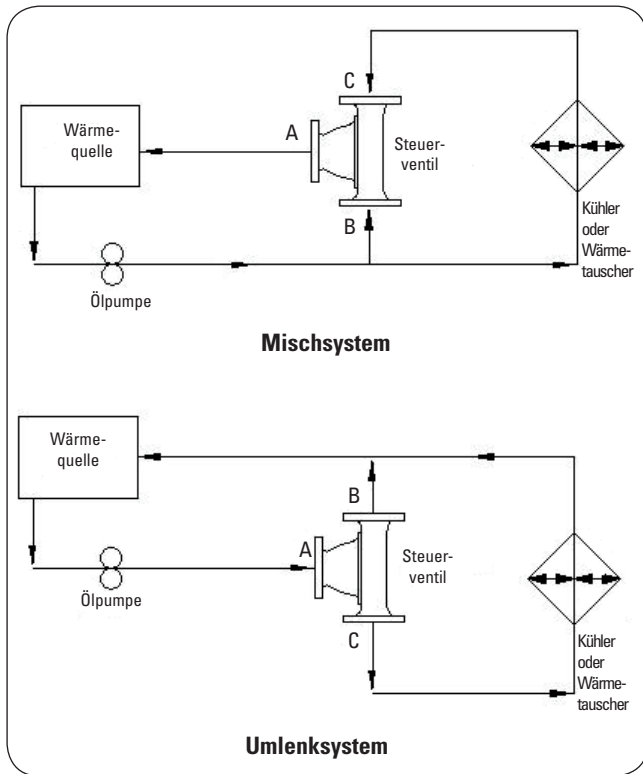 C
A
Wärme-
quelle
Steuer-
ventil
B
Kühler
oder
Wärme-
tauscher
Ölpumpe
Mischsystem
Wärme-
quelle
B
A
Steuer-
ventil
Ölpumpe
C
Kühler
oder
Wärme-
tauscher
Umlenksystem